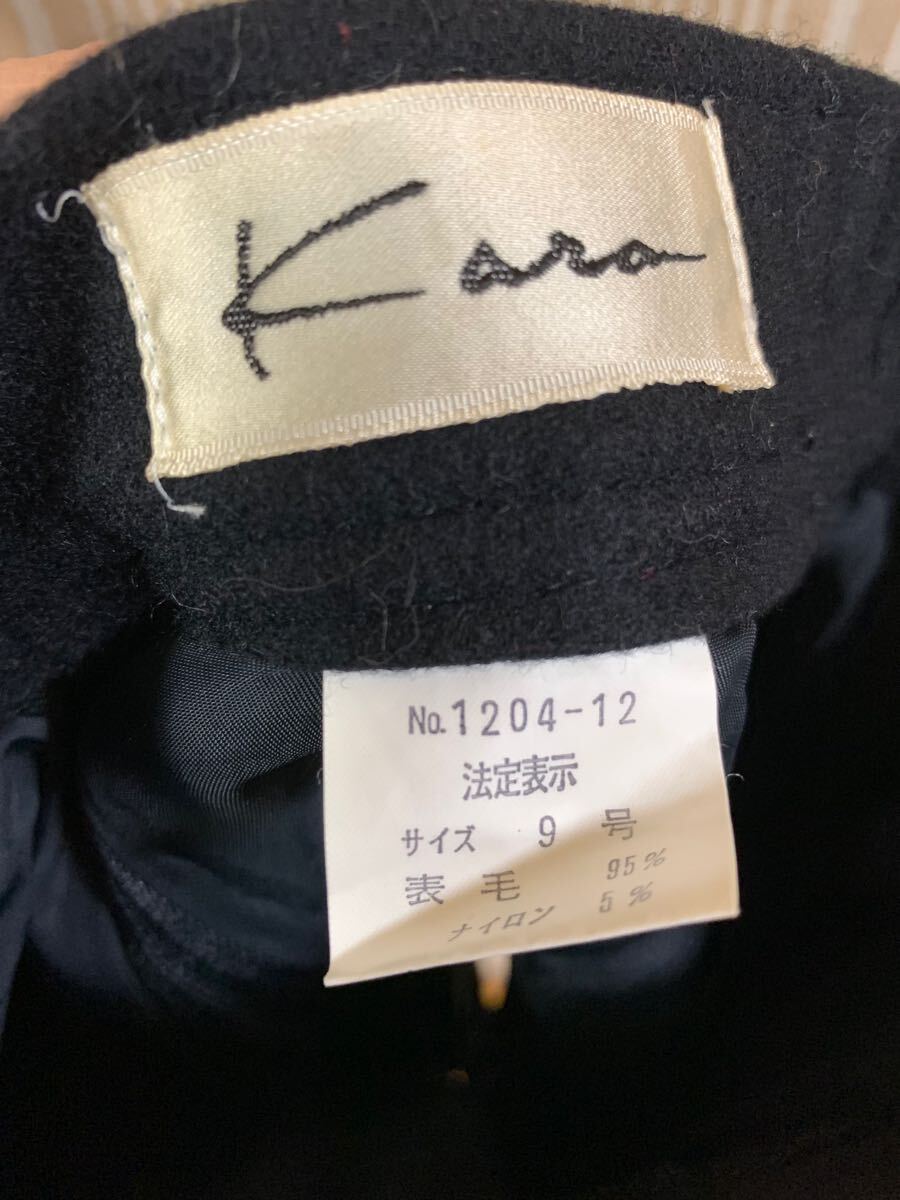 Kara
No.1204-12
法定表示
サイズ 9 号
表 毛 95%
ナイロン 5%